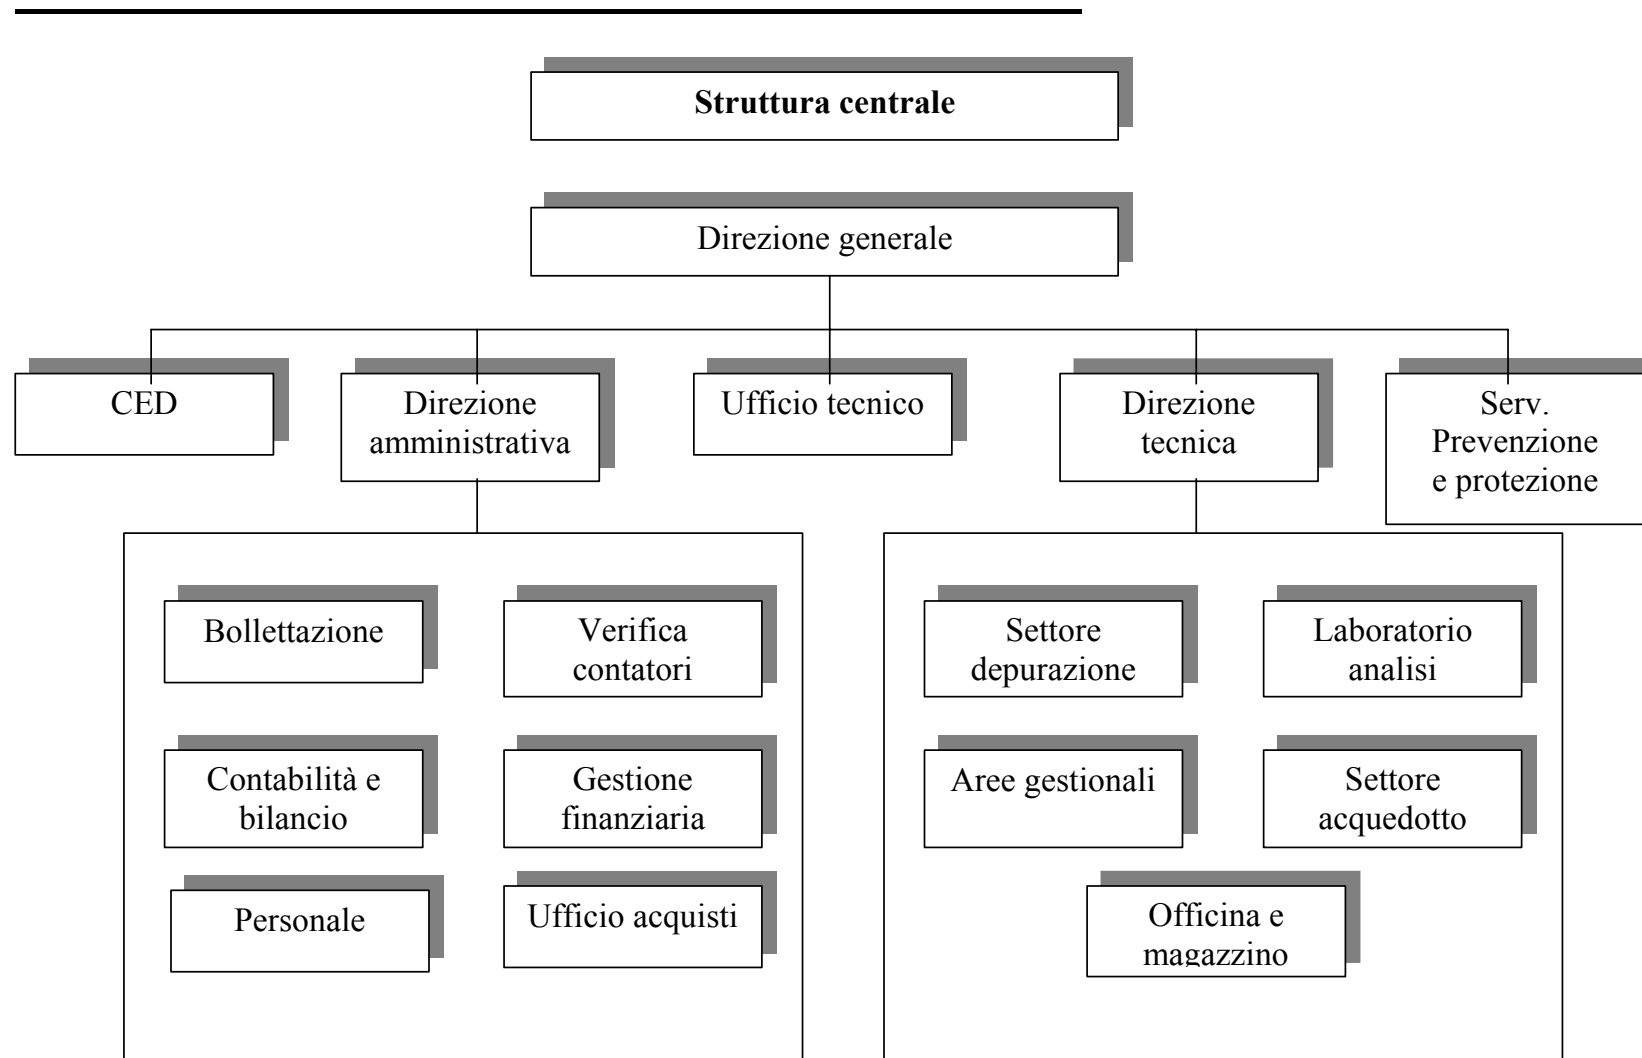 Struttura centrale
Direzione generale
CED
Direzione
amministrativa
Ufficio tecnico
Direzione
tecnica
Serv.
Prevenzione
e protezione
Bollettazione
Verifica
contatori
Contabilità e
bilancio
Gestione
finanziaria
Personale
Ufficio acquisti
Settore
depurazione
Laboratorio
analisi
Aree gestionali
Settore
acquedotto
Officina e
magazzino